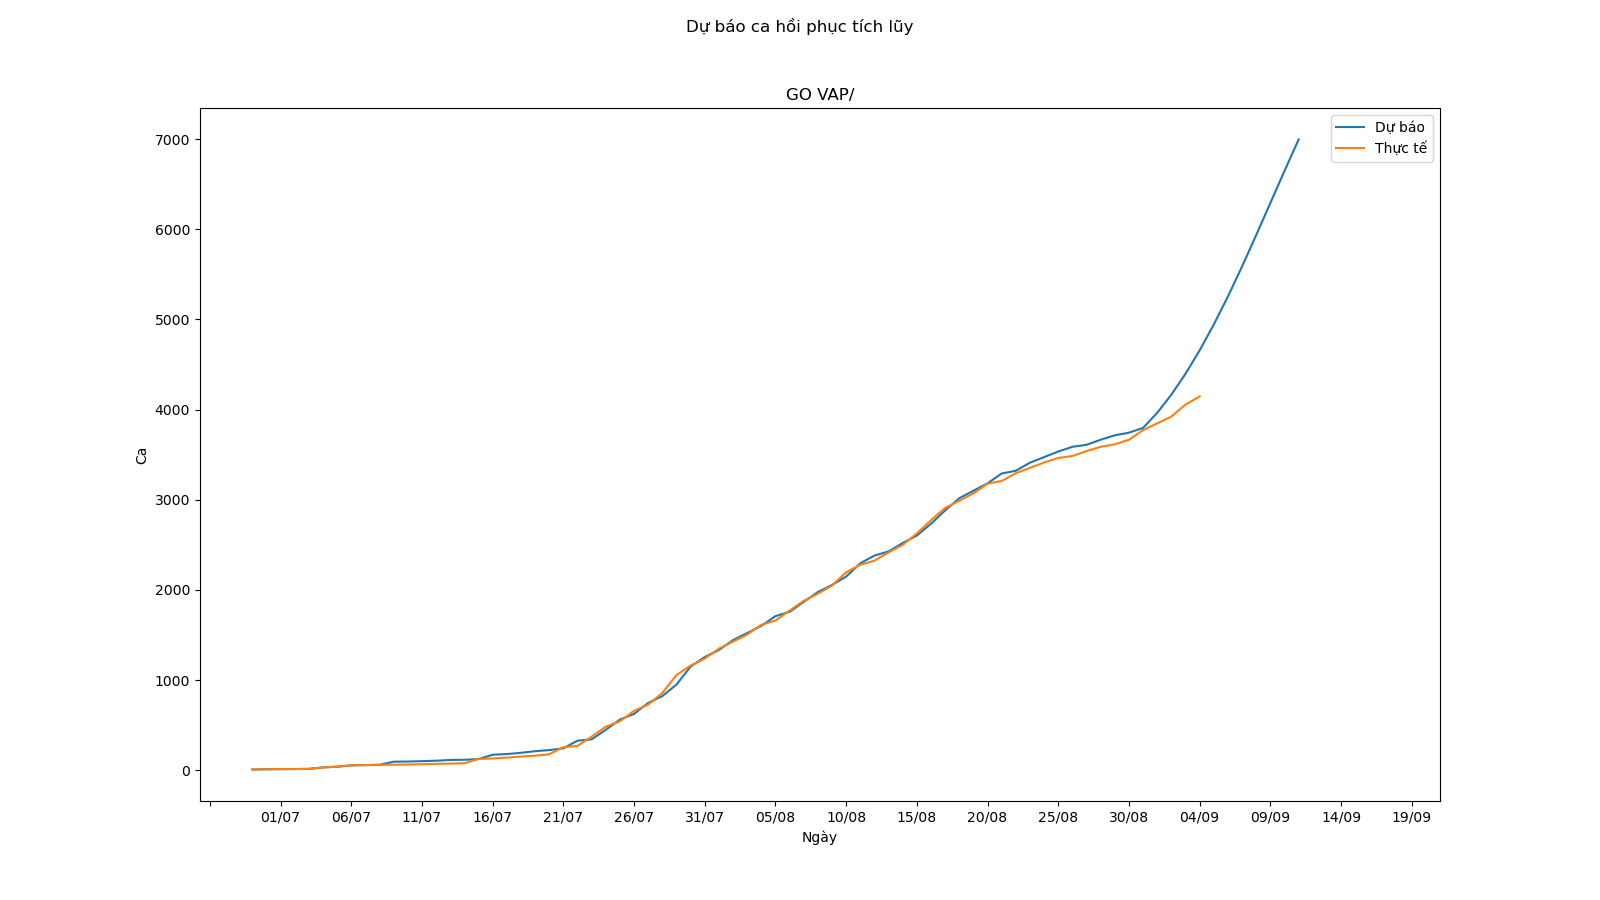 Dự báo ca hồi phục tích lũy
GO VAP/
Dự báo
Thực tế
7000
6000
5000
4000
3000
2000
1000
0
Ca
01/07 06/07 11/07 16/07 21/07 26/07 31/07 05/08 10/08 15/08 20/08 25/08 30/08 04/09 09/09 14/09 19/09
Ngày